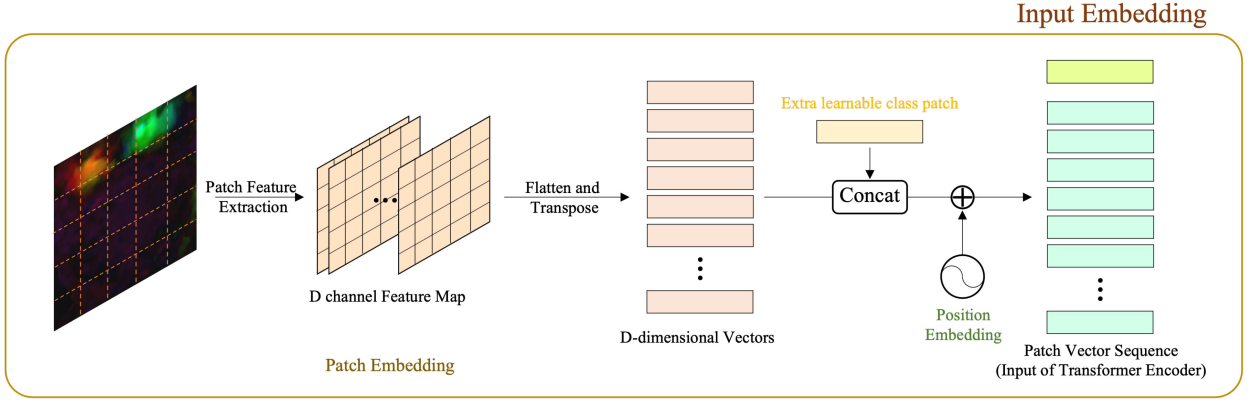 Input Embedding
Extra learnable class patch
Patch Feature
Extraction
Flatten and
Transpose
Concat
D channel Feature Map
Position
Embedding
D-dimensional Vectors
Patch Embedding
Patch Vector Sequence
(Input of Transformer Encoder)